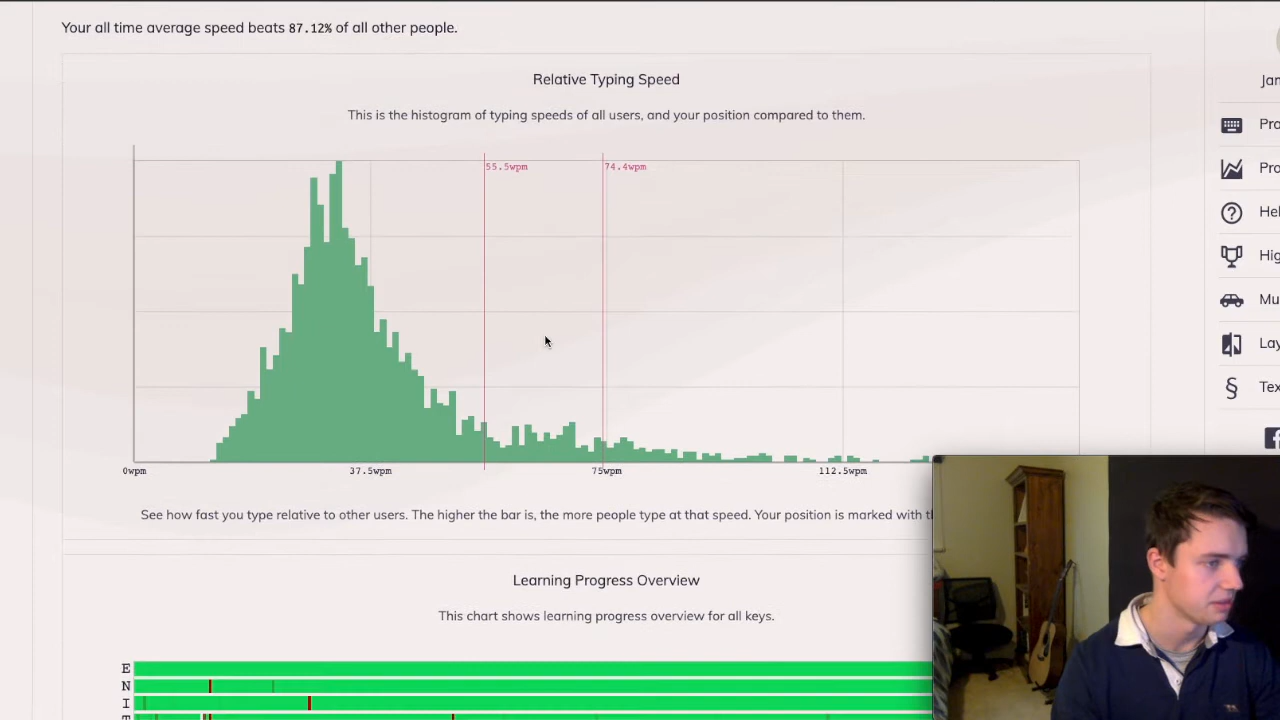 Your all time average speed beats 87.12% of all other people.
Relative Typing Speed
This is the histogram of typing speeds of all users, and your position compared to them.
55.5wpm
74.4wpm
0wpm
37.5wpm
75wpm
112.5wpm
See how fast you type relative to other users. The higher the bar is, the more people type at that speed. Your position is marked with
Learning Progress Overview
This chart shows learning progress overview for all keys.
E
N
I
T
Jan
Pro
Pro
Hel
Hig
Mu
Lay
§ Tex